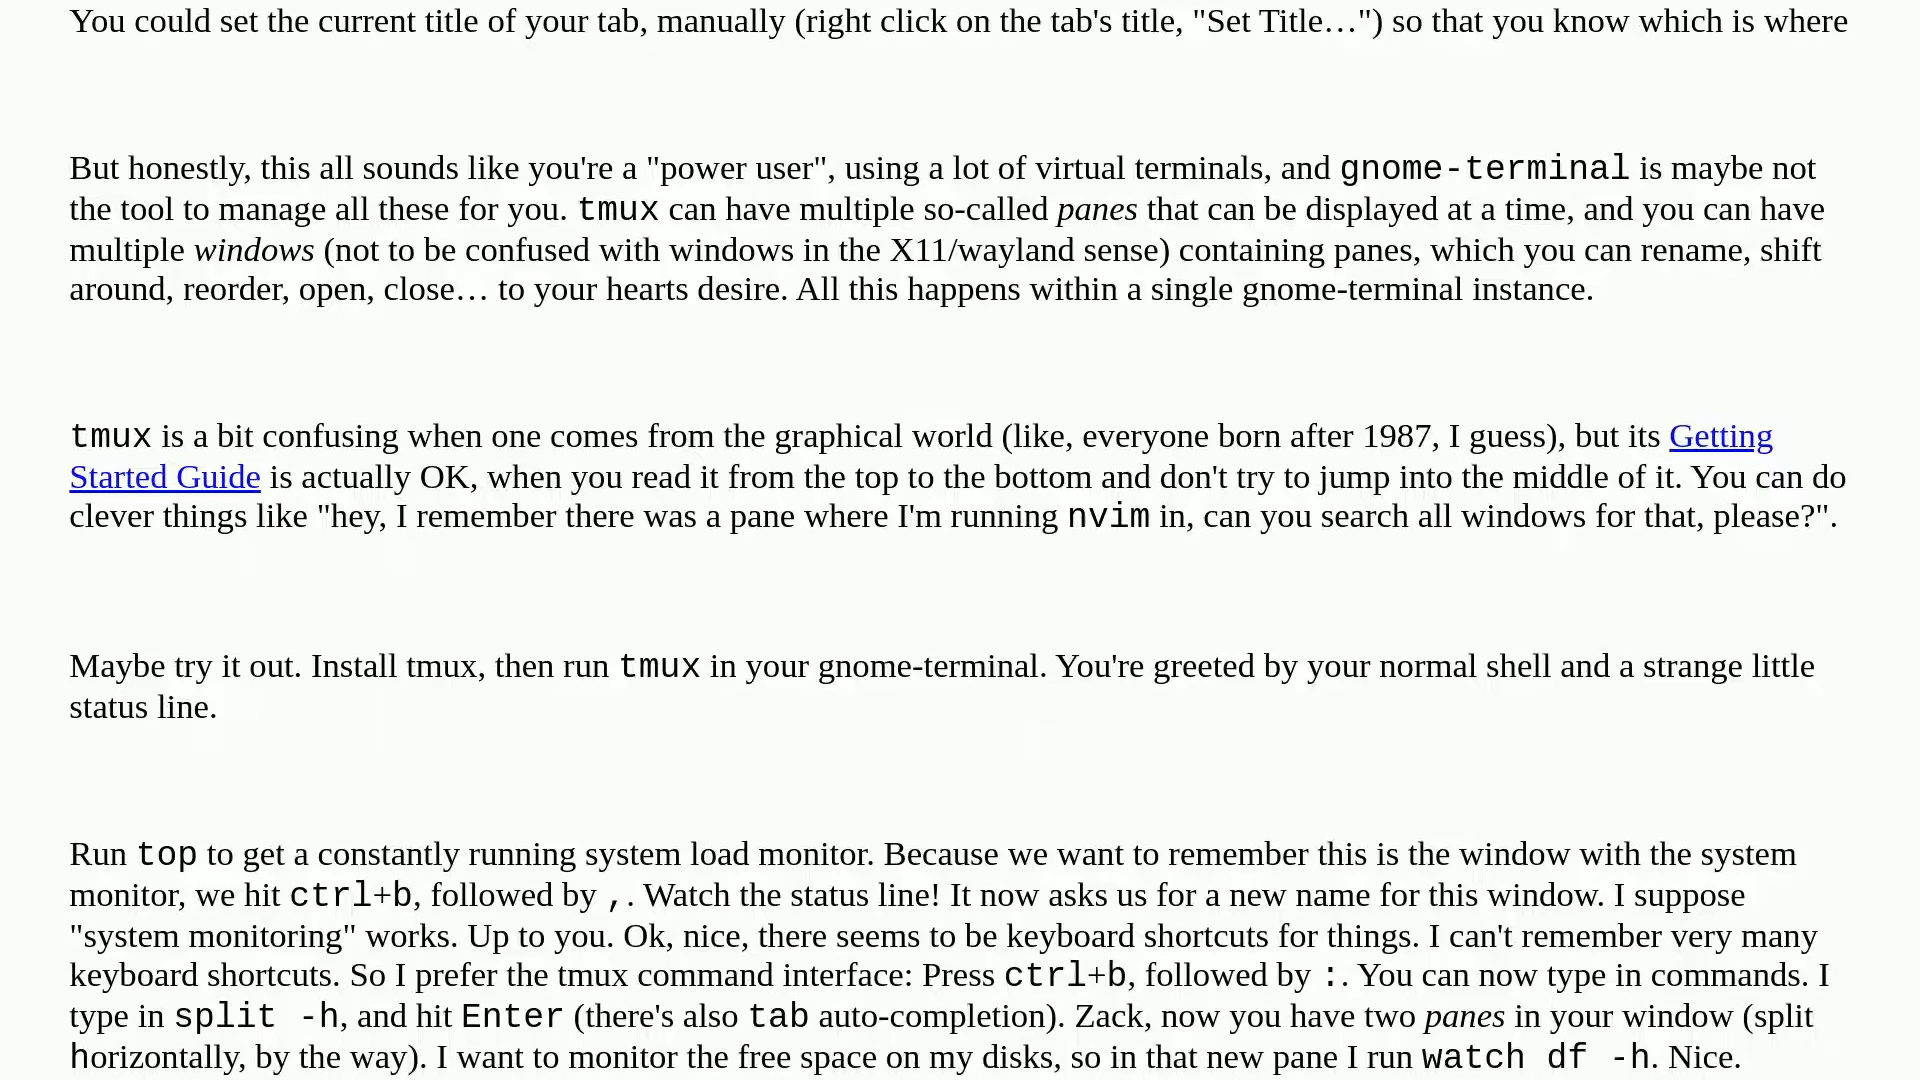 You could set the current title of your tab, manually (right click on the tab's title, "Set Title…") so that you know which is where
But honestly, this all sounds like you're a "power user", using a lot of virtual terminals, and gnome-terminal is maybe not
the tool to manage all these for you. tmux can have multiple so-called panes that can be displayed at a time, and you can have
multiple windows (not to be confused with windows in the X11/wayland sense) containing panes, which you can rename, shift
around, reorder, open, close… to your hearts desire. All this happens within a single gnome-terminal instance.
tmux is a bit confusing when one comes from the graphical world (like, everyone born after 1987, I guess), but its Getting
Started Guide is actually OK, when you read it from the top to the bottom and don't try to jump into the middle of it. You can do
clever things like "hey, I remember there was a pane where I'm running nvim in, can you search all windows for that, please?".
Maybe try it out. Install tmux, then run tmux in your gnome-terminal. You're greeted by your normal shell and a strange little
status line.
Run top to get a constantly running system load monitor. Because we want to remember this is the window with the system
monitor, we hit ctrl+b, followed by ,. Watch the status line! It now asks us for a new name for this window. I suppose
"system monitoring" works. Up to you. Ok, nice, there seems to be keyboard shortcuts for things. I can't remember very many
keyboard shortcuts. So I prefer the tmux command interface: Press ctrl+b, followed by :. You can now type in commands. I
type in split -h, and hit Enter (there's also tab auto-completion). Zack, now you have two panes in your window (split
horizontally, by the way). I want to monitor the free space on my disks, so in that new pane I run watch df -h. Nice.